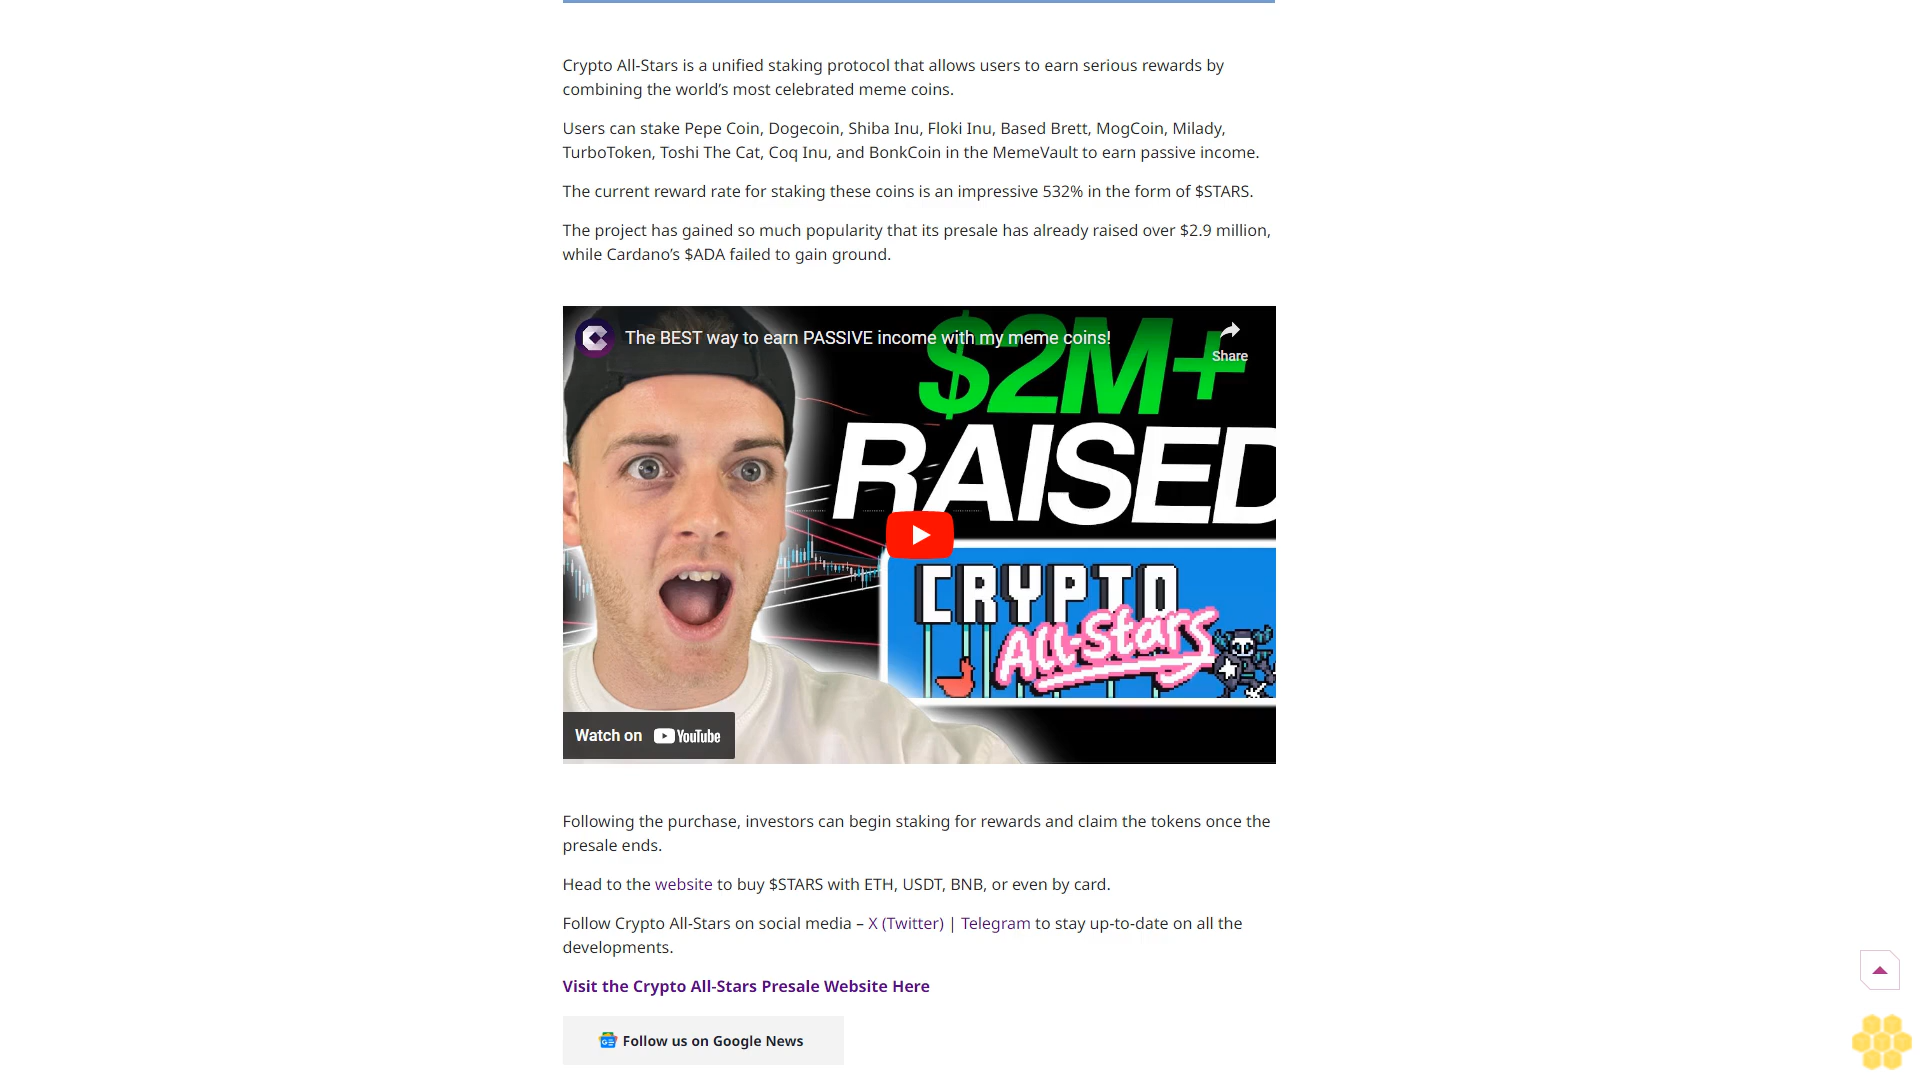 Crypto All-Stars is a unified staking protocol that allows users to earn serious rewards by
combining the world’s most celebrated meme coins.
Users can stake Pepe Coin, Dogecoin, Shiba Inu, Floki Inu, Based Brett, MogCoin, Milady,
TurboToken, Toshi The Cat, Coq Inu, and BonkCoin in the MemeVault to earn passive income.
The current reward rate for staking these coins is an impressive 532% in the form of $STARS.
The project has gained so much popularity that its presale has already raised over $2.9 million,
while Cardano’s $ADA failed to gain ground.
The BEST way to earn PASSIVE income with my meme coins!
Share
$2M+
RAISED
CRYPTO
All-Stars
Watch on YouTube
Following the purchase, investors can begin staking for rewards and claim the tokens once the
presale ends.
Head to the website to buy $STARS with ETH, USDT, BNB, or even by card.
Follow Crypto All-Stars on social media – X (Twitter) | Telegram to stay up-to-date on all the
developments.
Visit the Crypto All-Stars Presale Website Here
Follow us on Google News